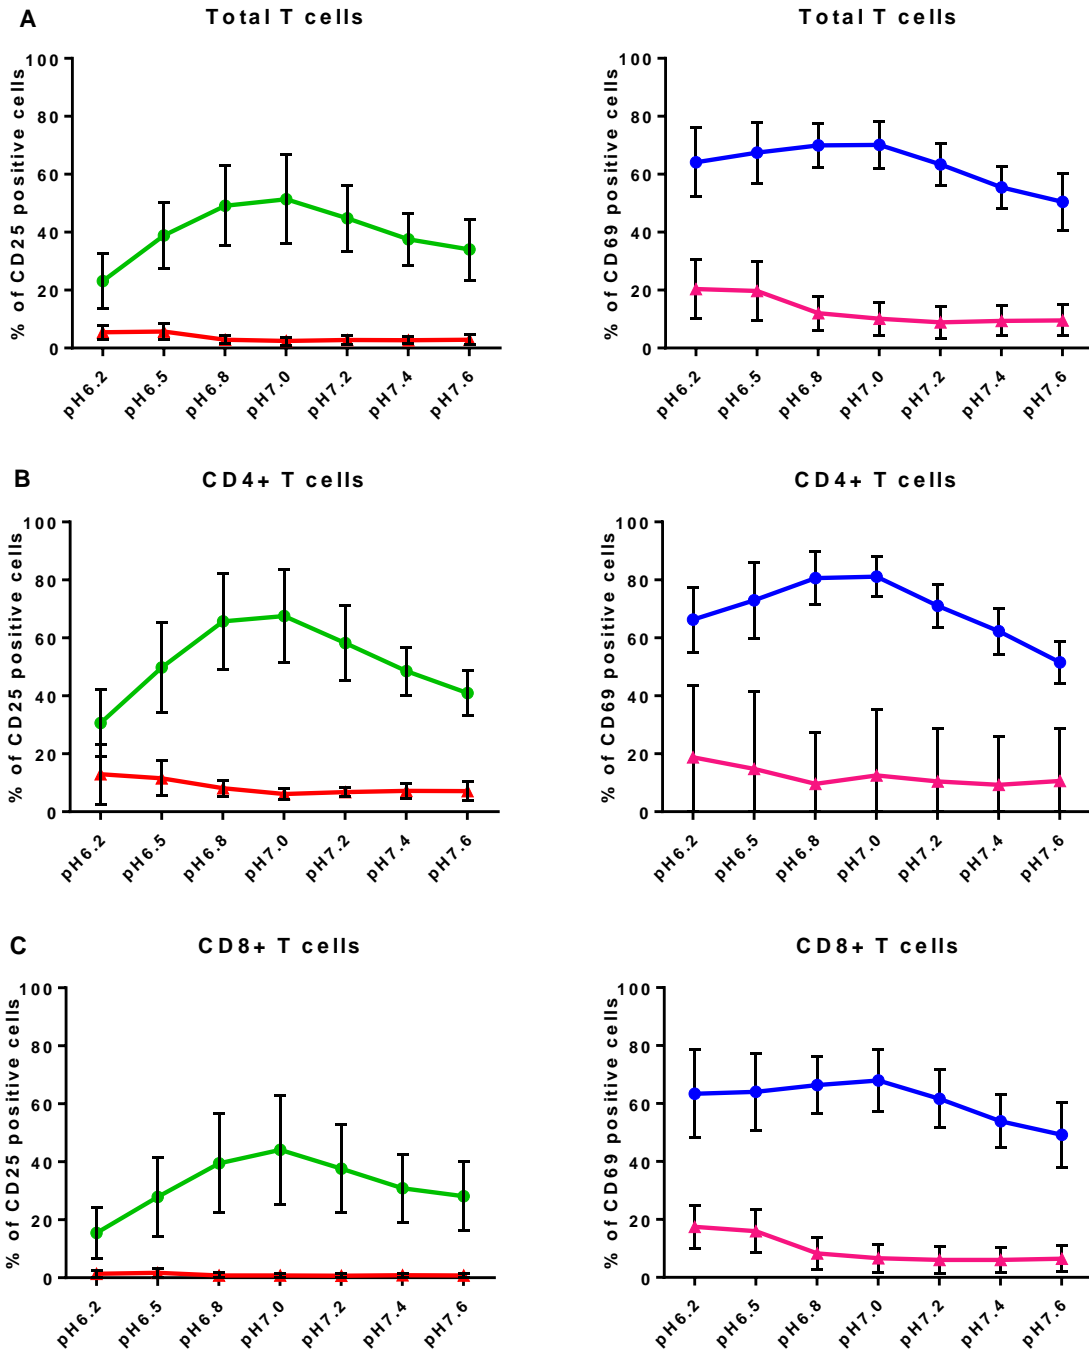 A
Total T cells
% of CD25 positive cells
100
80
60
40
20
0
pH6.2
pH6.5
pH6.8
pH7.0
pH7.2
pH7.4
pH7.6
Total T cells
% of CD69 positive cells
100
80
60
40
20
0
pH6.2
pH6.5
pH6.8
pH7.0
pH7.2
pH7.4
pH7.6
B
CD4+ T cells
% of CD25 positive cells
100
80
60
40
20
0
pH6.2
pH6.5
pH6.8
pH7.0
pH7.2
pH7.4
pH7.6
CD4+ T cells
% of CD69 positive cells
100
80
60
40
20
0
pH6.2
pH6.5
pH6.8
pH7.0
pH7.2
pH7.4
pH7.6
C
CD8+ T cells
% of CD25 positive cells
100
80
60
40
20
0
pH6.2
pH6.5
pH6.8
pH7.0
pH7.2
pH7.4
pH7.6
CD8+ T cells
% of CD69 positive cells
100
80
60
40
20
0
pH6.2
pH6.5
pH6.8
pH7.0
pH7.2
pH7.4
pH7.6